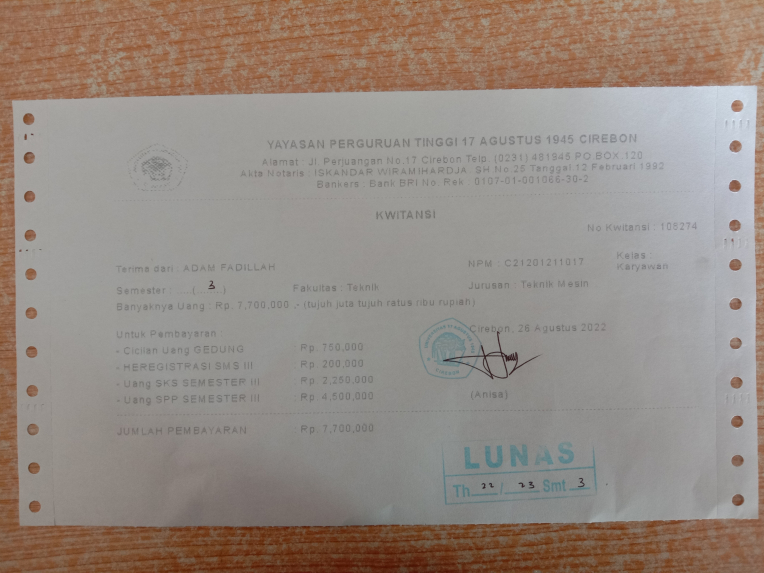 YAYASAN PERGURUAN TINGGI 17 AGUSTUS 1945 CIREBON
Alamat : Jl. Perjuangan No.17 Cirebon Telp. (0231) 481945 PO BOX 120
Akta Notaris : ISKANDAR WIRAMIHARDJA, SH No.25 Tanggal 12 Februari 1992
Bankers : Bank BRI No. Rek : 0107-01-001066-30-2
KWITANSI
No Kwitansi : 108274
Terima dari : ADAM FADILLAH NPM : C21201211017 Kelas : Karyawan
Semester : ....( 3 ) Fakultas : Teknik Jurusan : Teknik Mesin
Banyaknya Uang : Rp. 7,700,000 ,- (tujuh juta tujuh ratus ribu rupiah)
Untuk Pembayaran : Cirebon, 26 Agustus 2022
- Cicilan Uang GEDUNG : Rp. 750,000
- HEREGISTRASI SMS III : Rp. 200,000
- Uang SKS SEMESTER III : Rp. 2,250,000
- Uang SPP SEMESTER III : Rp. 4,500,000 (Anisa)
JUMLAH PEMBAYARAN : Rp. 7,700,000
LUNAS
Th 22 / 23 Smt 3